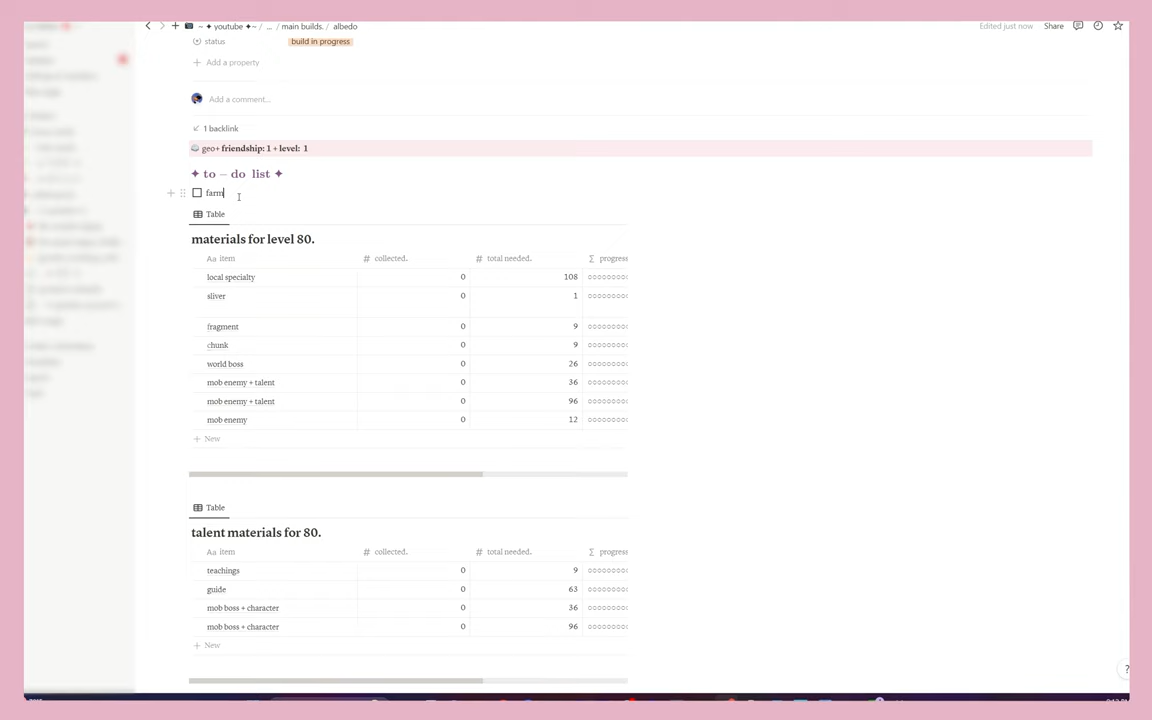 ~ ✦ youtube ✦~ / ... / main builds. / albedo Edited just now Share
status build in progress
Add a property
Add a comment...
1 backlink
geo+ friendship: 1 + level: 1
✦ to – do list ✦
farm
Table
materials for level 80.
Aa item # collected. # total needed. ∑ progress
local specialty 0 108 ○○○○○○○○○
sliver 0 1 ○○○○○○○○○
fragment 0 9 ○○○○○○○○○
chunk 0 9 ○○○○○○○○○
world boss 0 26 ○○○○○○○○○
mob enemy + talent 0 36 ○○○○○○○○○
mob enemy + talent 0 96 ○○○○○○○○○
mob enemy 0 12 ○○○○○○○○○
+ New
Table
talent materials for 80.
Aa item # collected. # total needed. ∑ progress
teachings 0 9 ○○○○○○○○○
guide 0 63 ○○○○○○○○○
mob boss + character 0 36 ○○○○○○○○○
mob boss + character 0 96 ○○○○○○○○○
+ New
?